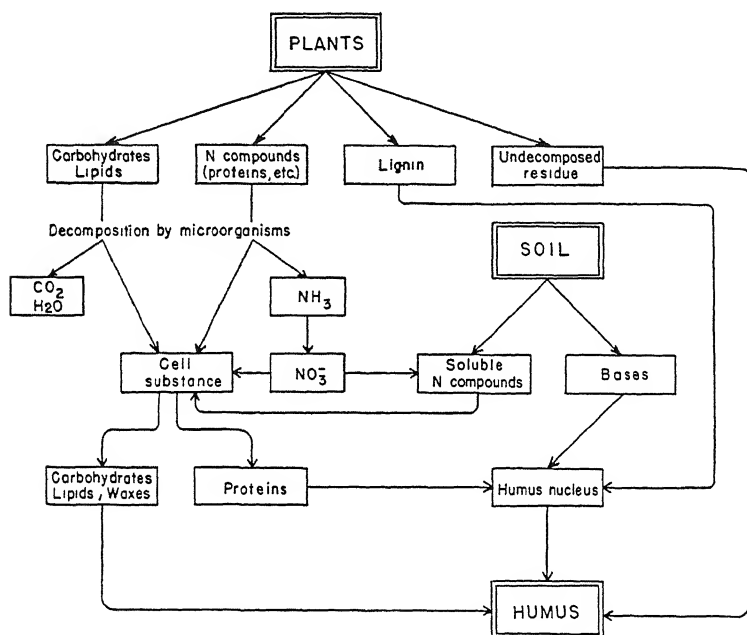 PLANTS
Carbohydrates
Lipids
N compounds
(proteins, etc.)
Lignin
Undecomposed
residue
Decomposition by microorganisms
SOIL
CO2
H2O
NH3
Cell
substance
NO3-
Soluble
N compounds
Bases
Carbohydrates
Lipids, Waxes
Proteins
Humus nucleus
HUMUS